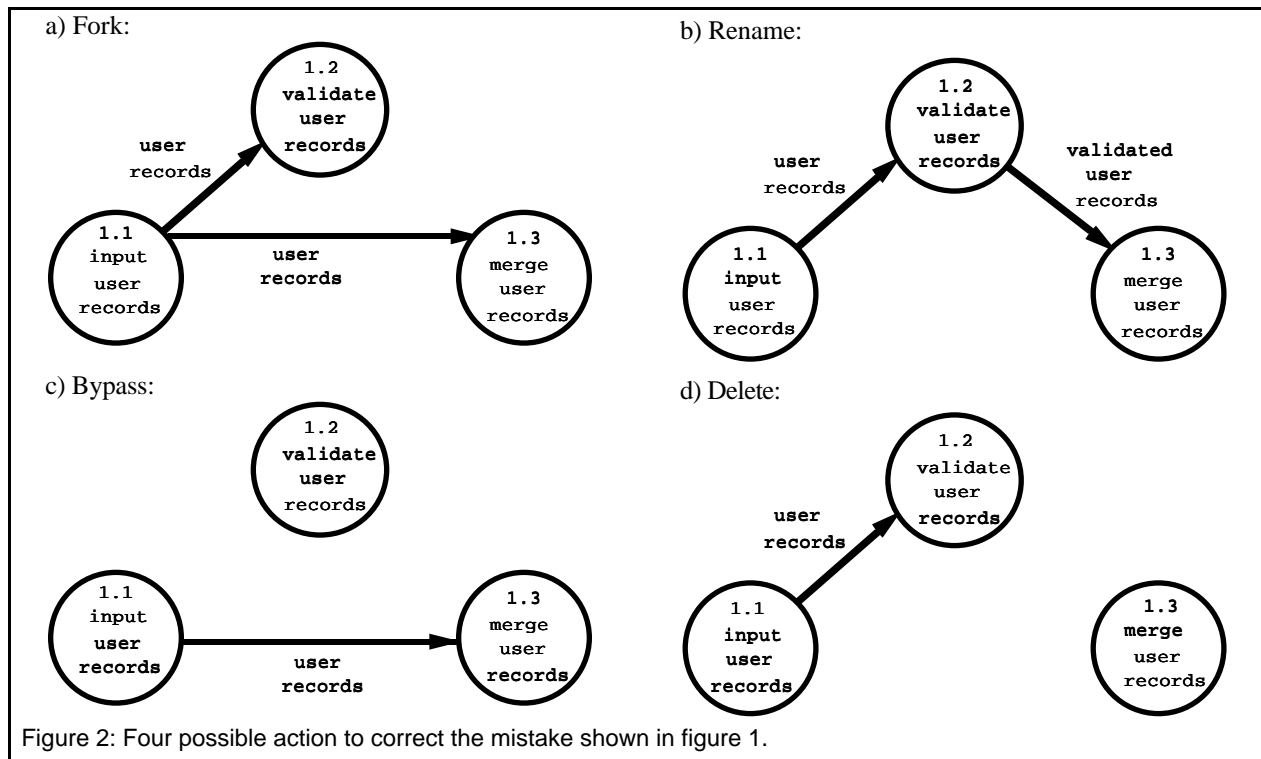 a) Fork:
1.2
validate
user
records
user
records
1.1
input
user
records
user
records
1.3
merge
user
records
b) Rename:
1.2
validate
user
records
user
records
validated
user
records
1.1
input
user
records
1.3
merge
user
records
c) Bypass:
1.2
validate
user
records
1.1
input
user
records
user
records
1.3
merge
user
records
d) Delete:
1.2
validate
user
records
user
records
1.1
input
user
records
1.3
merge
user
records
Figure 2: Four possible action to correct the mistake shown in figure 1.